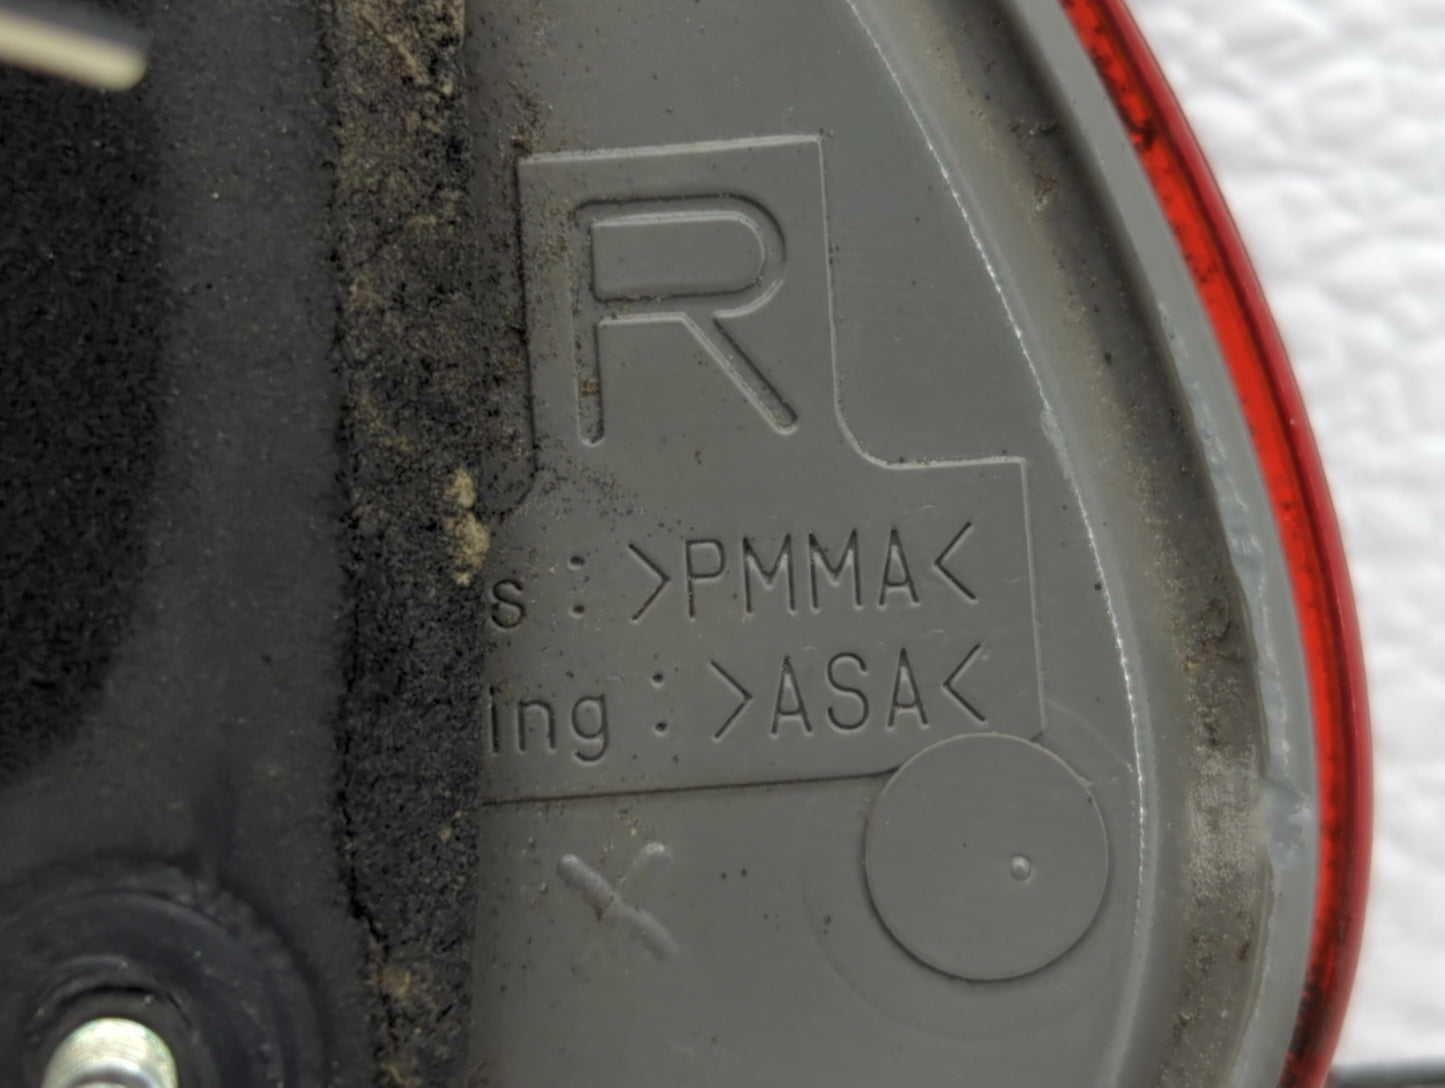 R
s : >PMMA<
ing : >ASA<
X